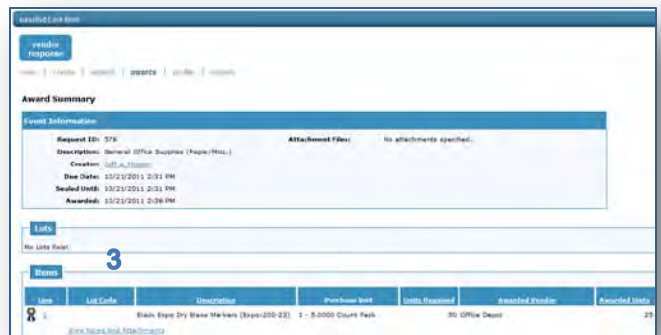 vendor response
awards
Award Summary
Event Information
Request ID: 576 Attachment Files: No attachments specified.
Description: General Office Supplies (Paper/Misc.)
Creator:
Due Date: 10/21/2011 2:31 PM
Sealed Until: 10/21/2011 2:31 PM
Awarded: 10/21/2011 2:36 PM
Lots
No Lots Exist
3
Items
Line Lot Code Description Purchase Unit Units Required Awarded Vendor Awarded Units
1 Black Expo Dry Erase Markers 1 - 5.0000 Count Pack 50 Office Depot 25
View Notes And Attachments